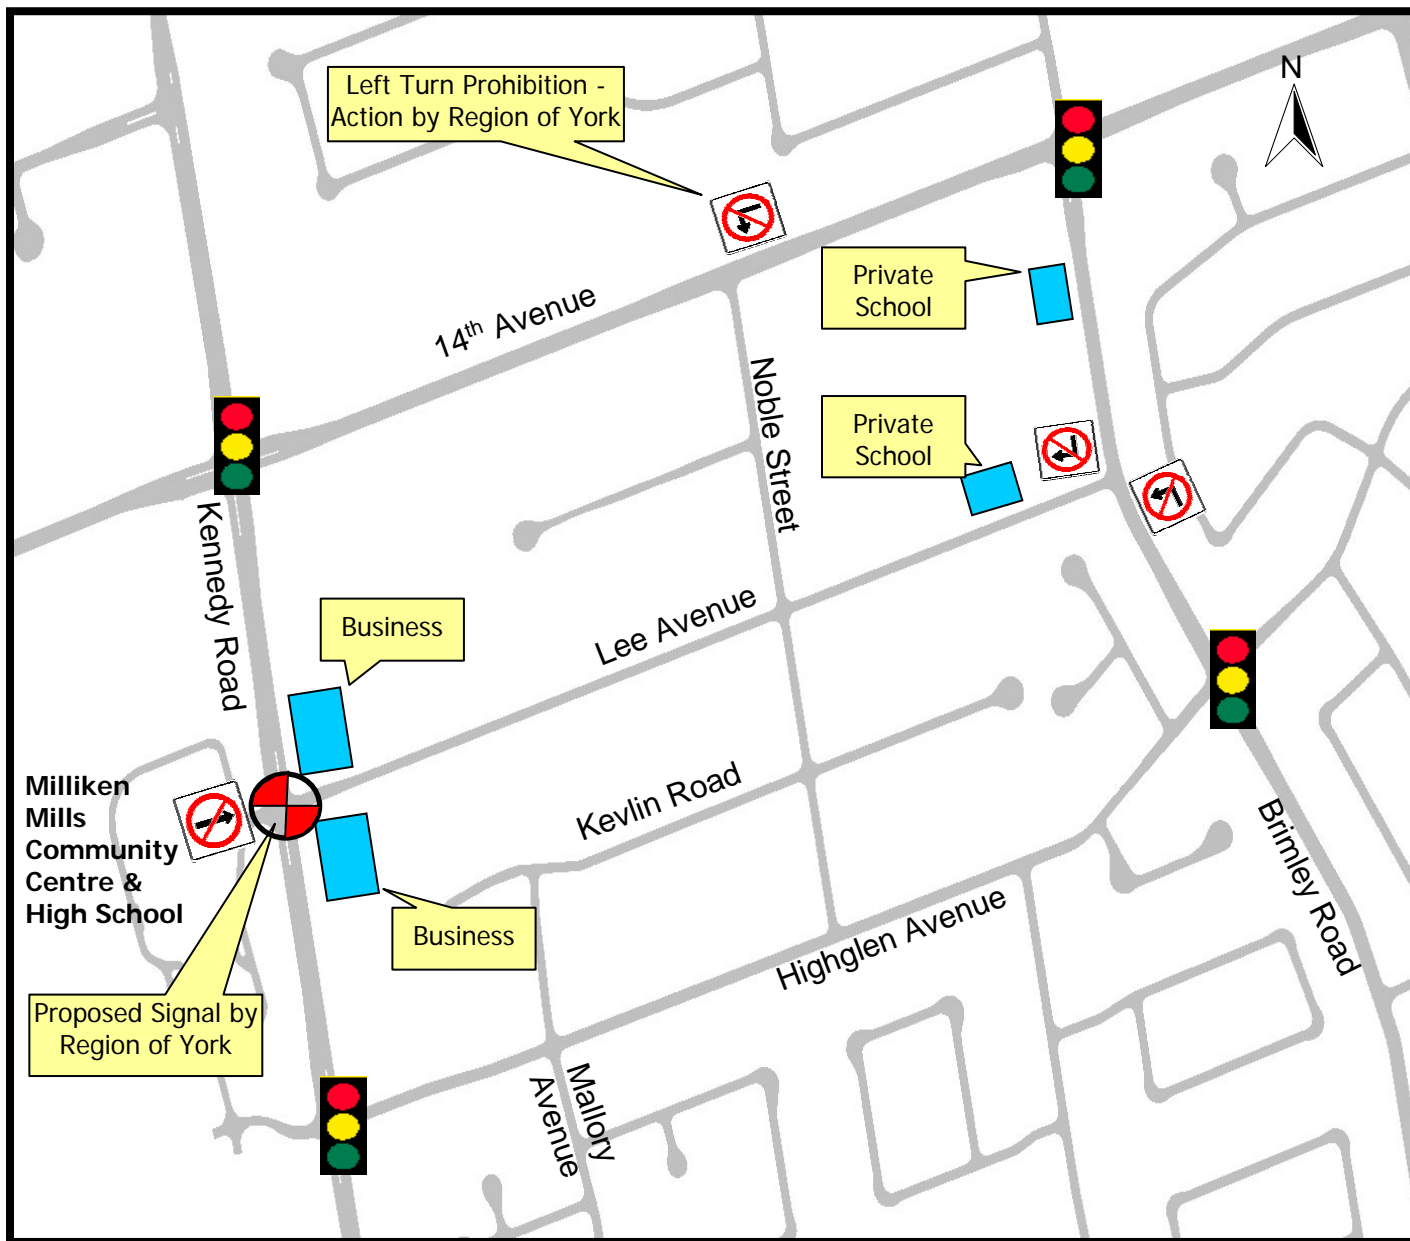 Left Turn Prohibition -
Action by Region of York
N
Private
School
14th Avenue
Noble Street
Private
School
Kennedy Road
Business
Lee Avenue
Milliken
Mills
Community
Centre &
High School
Kevlin Road
Brimley Road
Business
Highglen Avenue
Proposed Signal by
Region of York
Mallory
Avenue